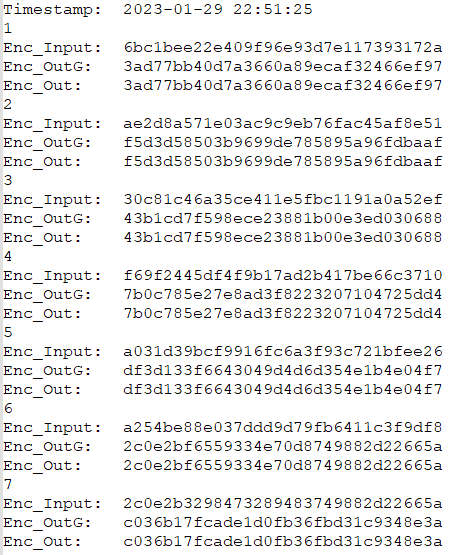 Timestamp:  2023-01-29 22:51:25
1
Enc_Input:  6bc1bee22e409f96e93d7e117393172a
Enc_OutG:   3ad77bb40d7a3660a89ecaf32466ef97
Enc_Out:    3ad77bb40d7a3660a89ecaf32466ef97
2
Enc_Input:  ae2d8a571e03ac9c9eb76fac45af8e51
Enc_OutG:   f5d3d58503b9699de785895a96fdbaaf
Enc_Out:    f5d3d58503b9699de785895a96fdbaaf
3
Enc_Input:  30c81c46a35ce411e5fbc1191a0a52ef
Enc_OutG:   43b1cd7f598ece23881b00e3ed030688
Enc_Out:    43b1cd7f598ece23881b00e3ed030688
4
Enc_Input:  f69f2445df4f9b17ad2b417be66c3710
Enc_OutG:   7b0c785e27e8ad3f8223207104725dd4
Enc_Out:    7b0c785e27e8ad3f8223207104725dd4
5
Enc_Input:  a031d39bcf9916fc6a3f93c721bfee26
Enc_OutG:   df3d133f6643049d4d6d354e1b4e04f7
Enc_Out:    df3d133f6643049d4d6d354e1b4e04f7
6
Enc_Input:  a254be88e037ddd9d79fb6411c3f9df8
Enc_OutG:   2c0e2bf6559334e70d8749882d22665a
Enc_Out:    2c0e2bf6559334e70d8749882d22665a
7
Enc_Input:  2c0e2b3298473289483749882d22665a
Enc_OutG:   c036b17fcade1d0fb36fbd31c9348e3a
Enc_Out:    c036b17fcade1d0fb36fbd31c9348e3a